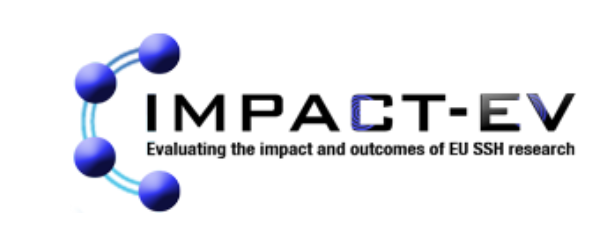 IMPACT-EV
Evaluating the impact and outcomes of EU SSH research